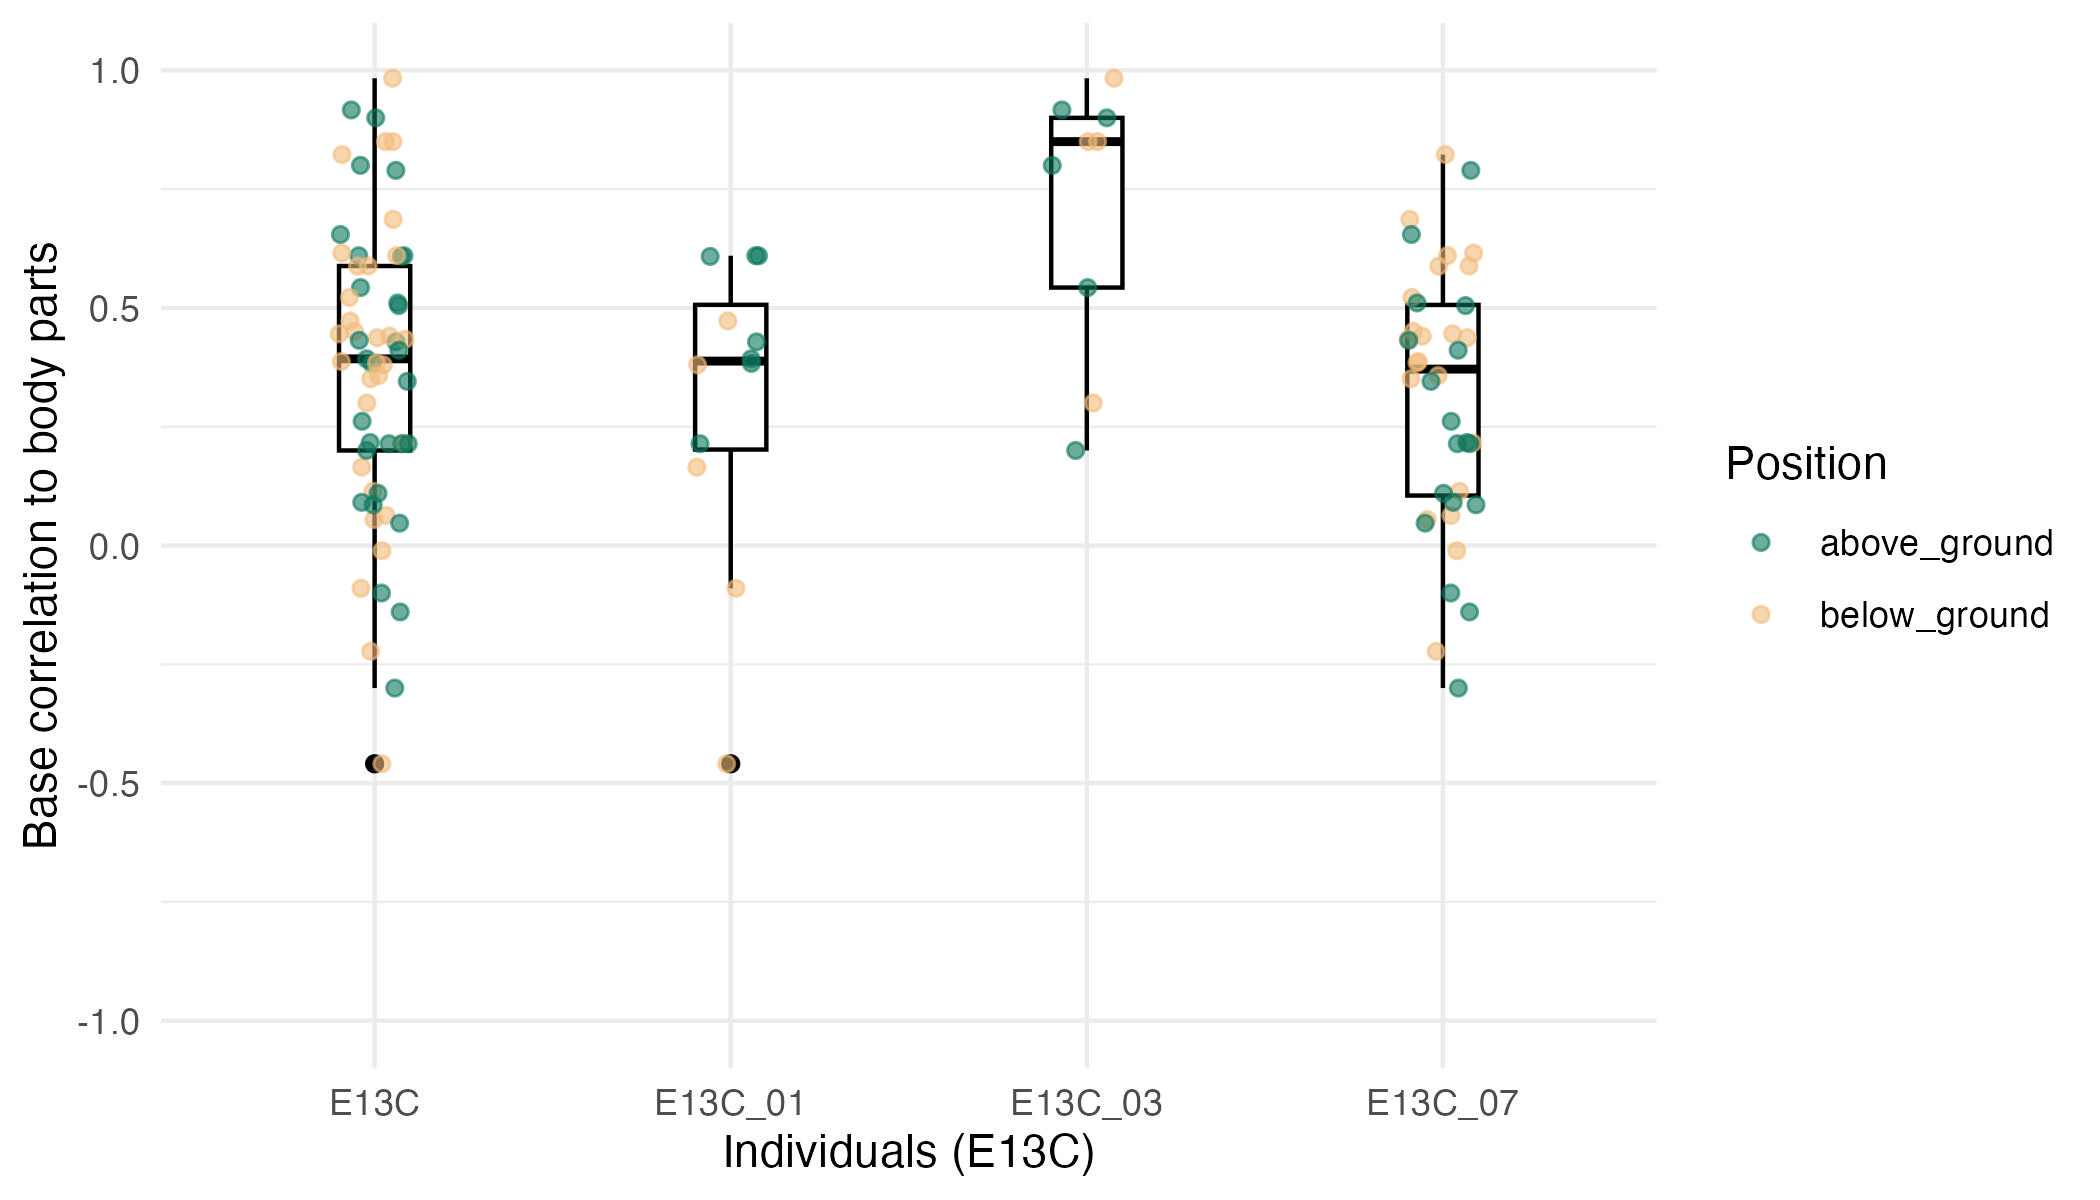 Base correlation to body parts
1.0
0.5
0.0
-0.5
-1.0
E13C
E13C_01
E13C_03
E13C_07
Individuals (E13C)
Position
above_ground
below_ground